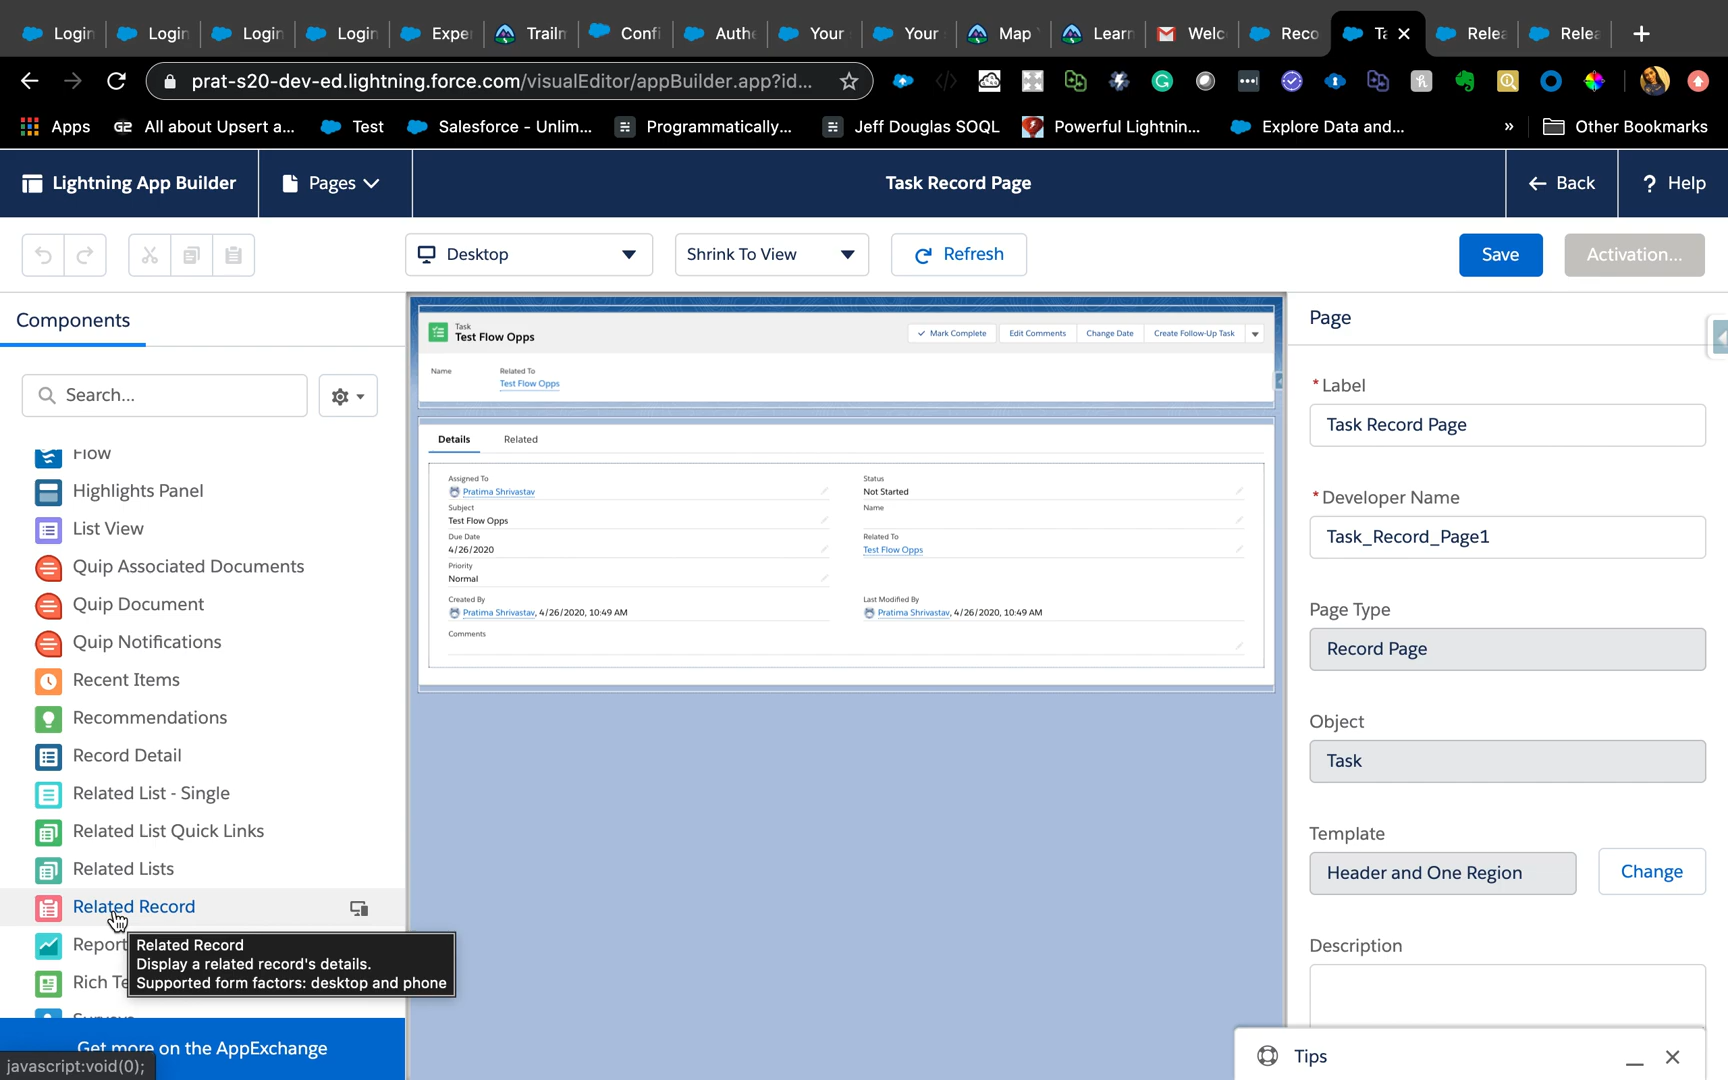 Login
Login
Login
Login
Expe
Trailm
Confi
Authe
Your
Your
Map
Learn
Welc
Reco
Ta
Relea
Relea
prat-s20-dev-ed.lightning.force.com/visualEditor/appBuilder.app?id...
Apps
All about Upsert a...
Test
Salesforce - Unlim...
Programmatically...
Jeff Douglas SOQL
Powerful Lightnin...
Explore Data and...
»
Other Bookmarks
Lightning App Builder
Pages
Task Record Page
Back
? Help
Desktop
Shrink To View
Refresh
Save
Activation...
Components
Search...
Flow
Highlights Panel
List View
Quip Associated Documents
Quip Document
Quip Notifications
Recent Items
Recommendations
Record Detail
Related List - Single
Related List Quick Links
Related Lists
Related Record
Report
Rich Te
Related Record
Display a related record's details.
Supported form factors: desktop and phone
Get more on the AppExchange
javascript:void(0);
Task
Test Flow Opps
Mark Complete
Edit Comments
Change Date
Create Follow-Up Task
Name
Related To
Test Flow Opps
Details
Related
Assigned To
Pratima Shrivastav
Status
Not Started
Subject
Test Flow Opps
Name
Due Date
4/26/2020
Related To
Test Flow Opps
Priority
Normal
Created By
Pratima Shrivastav, 4/26/2020, 10:49 AM
Last Modified By
Pratima Shrivastav, 4/26/2020, 10:49 AM
Comments
Page
* Label
Task Record Page
* Developer Name
Task_Record_Page1
Page Type
Record Page
Object
Task
Template
Header and One Region
Change
Description
Tips